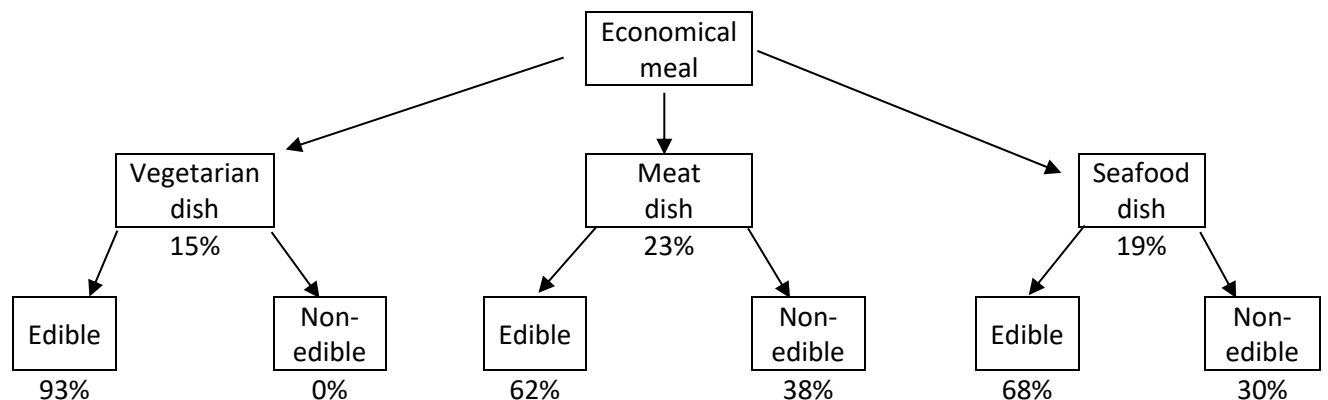 Economical
meal
Vegetarian
dish
15%
Meat
dish
23%
Seafood
dish
19%
Edible
93%
Non-
edible
0%
Edible
62%
Non-
edible
38%
Edible
68%
Non-
edible
30%